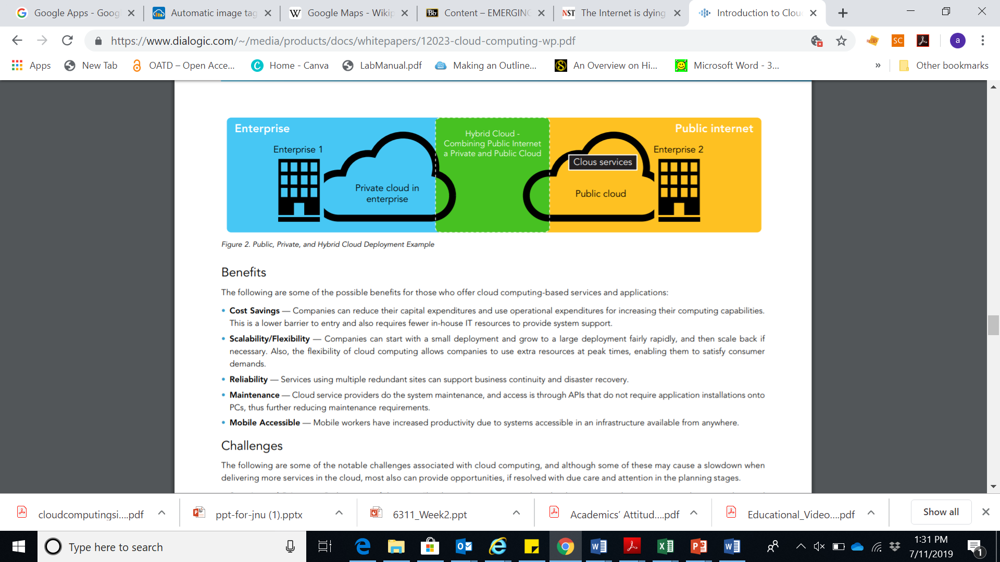 Google Apps - Goog
Automatic image tag
Google Maps - Wikip
Content – EMERGING
The Internet is dying
Introduction to Clou
https://www.dialogic.com/~/media/products/docs/whitepapers/12023-cloud-computing-wp.pdf
Apps
New Tab
OATD – Open Acce...
Home - Canva
LabManual.pdf
Making an Outline...
An Overview on Hi...
Microsoft Word - 3...
»
Other bookmarks
Enterprise
Public internet
Enterprise 1
Hybrid Cloud -
Combining Public Internet
a Private and Public Cloud
Enterprise 2
Clous services
Private cloud in
enterprise
Public cloud
Figure 2. Public, Private, and Hybrid Cloud Deployment Example
Benefits
The following are some of the possible benefits for those who offer cloud computing-based services and applications:
• Cost Savings — Companies can reduce their capital expenditures and use operational expenditures for increasing their computing capabilities.
This is a lower barrier to entry and also requires fewer in-house IT resources to provide system support.
• Scalability/Flexibility — Companies can start with a small deployment and grow to a large deployment fairly rapidly, and then scale back if
necessary. Also, the flexibility of cloud computing allows companies to use extra resources at peak times, enabling them to satisfy consumer
demands.
• Reliability — Services using multiple redundant sites can support business continuity and disaster recovery.
• Maintenance — Cloud service providers do the system maintenance, and access is through APIs that do not require application installations onto
PCs, thus further reducing maintenance requirements.
• Mobile Accessible — Mobile workers have increased productivity due to systems accessible in an infrastructure available from anywhere.
Challenges
The following are some of the notable challenges associated with cloud computing, and although some of these may cause a slowdown when
delivering more services in the cloud, most also can provide opportunities, if resolved with due care and attention in the planning stages.
cloudcomputingsi....pdf
ppt-for-jnu (1).pptx
6311_Week2.ppt
Academics' Attitud....pdf
Educational_Video....pdf
Show all
Type here to search
1:31 PM
7/11/2019
1